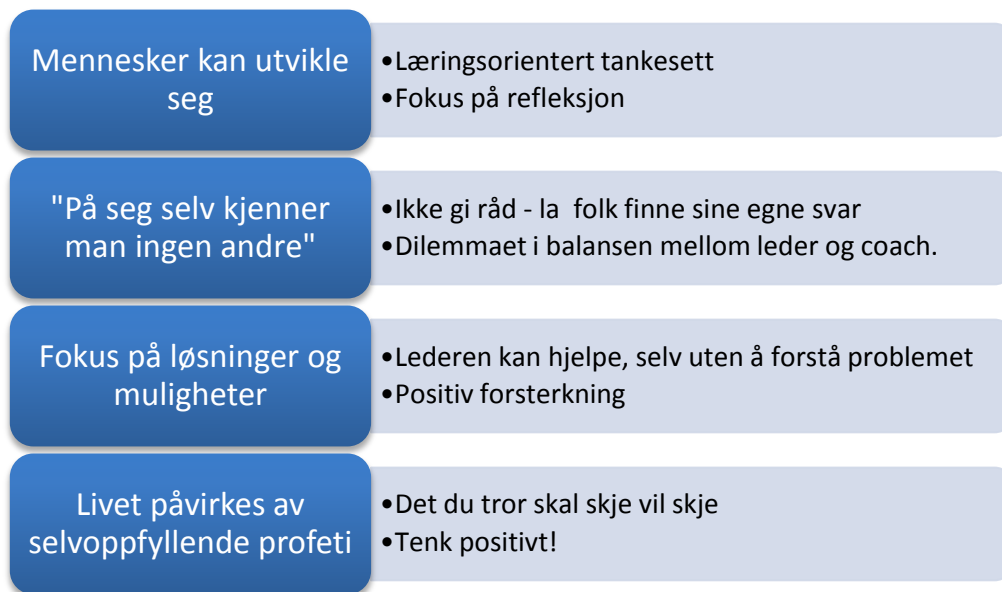 Mennesker kan utvikle
seg
•Læringsorientert tankesett
•Fokus på refleksjon
"På seg selv kjenner
man ingen andre"
•Ikke gi råd - la folk finne sine egne svar
•Dilemmaet i balansen mellom leder og coach.
Fokus på løsninger og
muligheter
•Lederen kan hjelpe, selv uten å forstå problemet
•Positiv forsterkning
Livet påvirkes av
selvoppfyllende profeti
•Det du tror skal skje vil skje
•Tenk positivt!